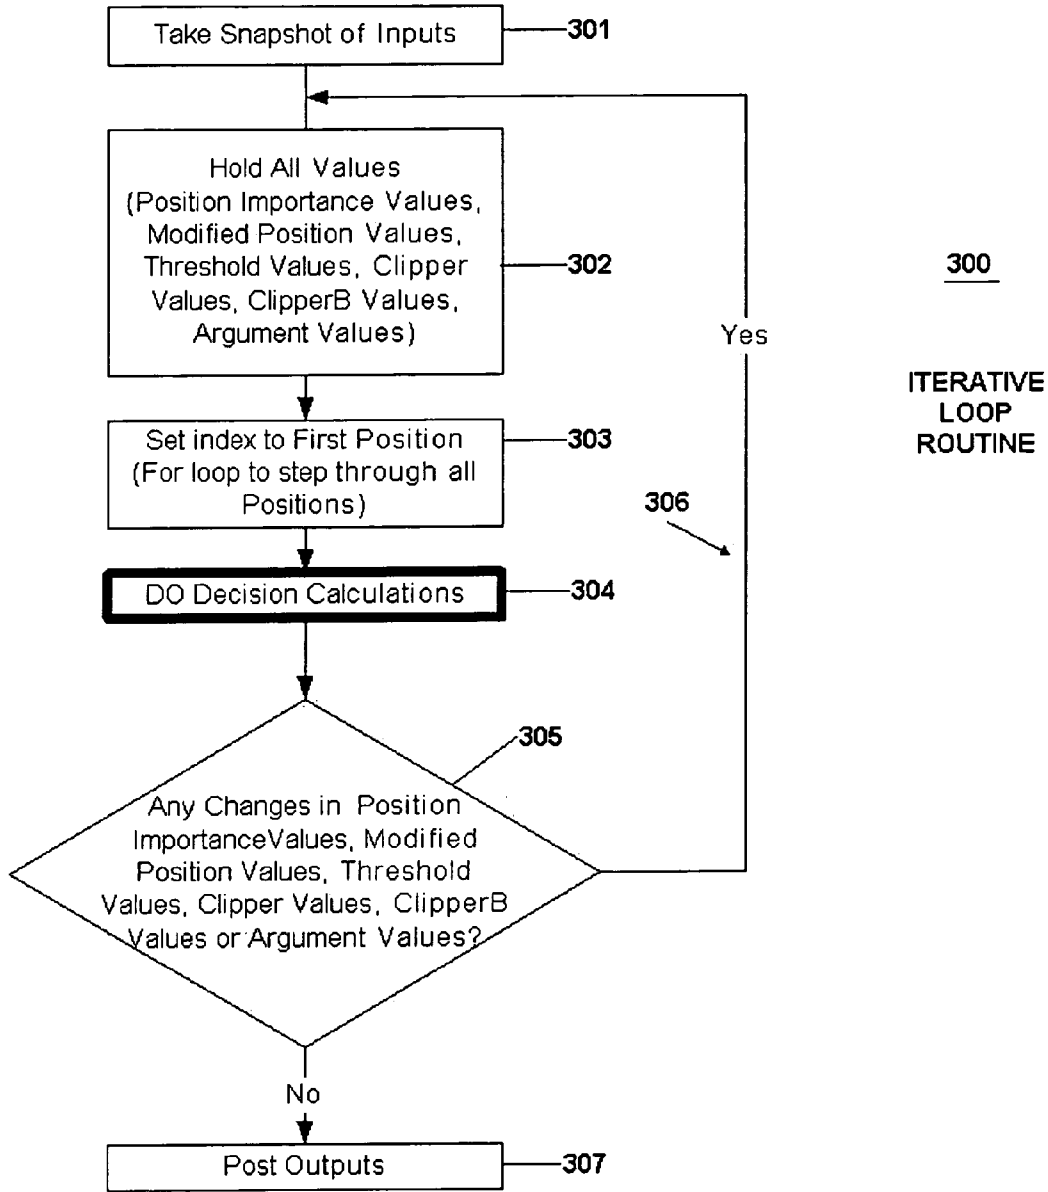 Take Snapshot of Inputs
301
Hold All Values
(Position Importance Values,
Modified Position Values,
Threshold Values, Clipper
Values, ClipperB Values,
Argument Values)
302
300
Yes
ITERATIVE
LOOP
ROUTINE
Set index to First Position
(For loop to step through all
Positions)
303
306
DO Decision Calculations
304
305
Any Changes in Position
ImportanceValues, Modified
Position Values, Threshold
Values, Clipper Values, ClipperB
Values or Argument Values?
No
Post Outputs
307